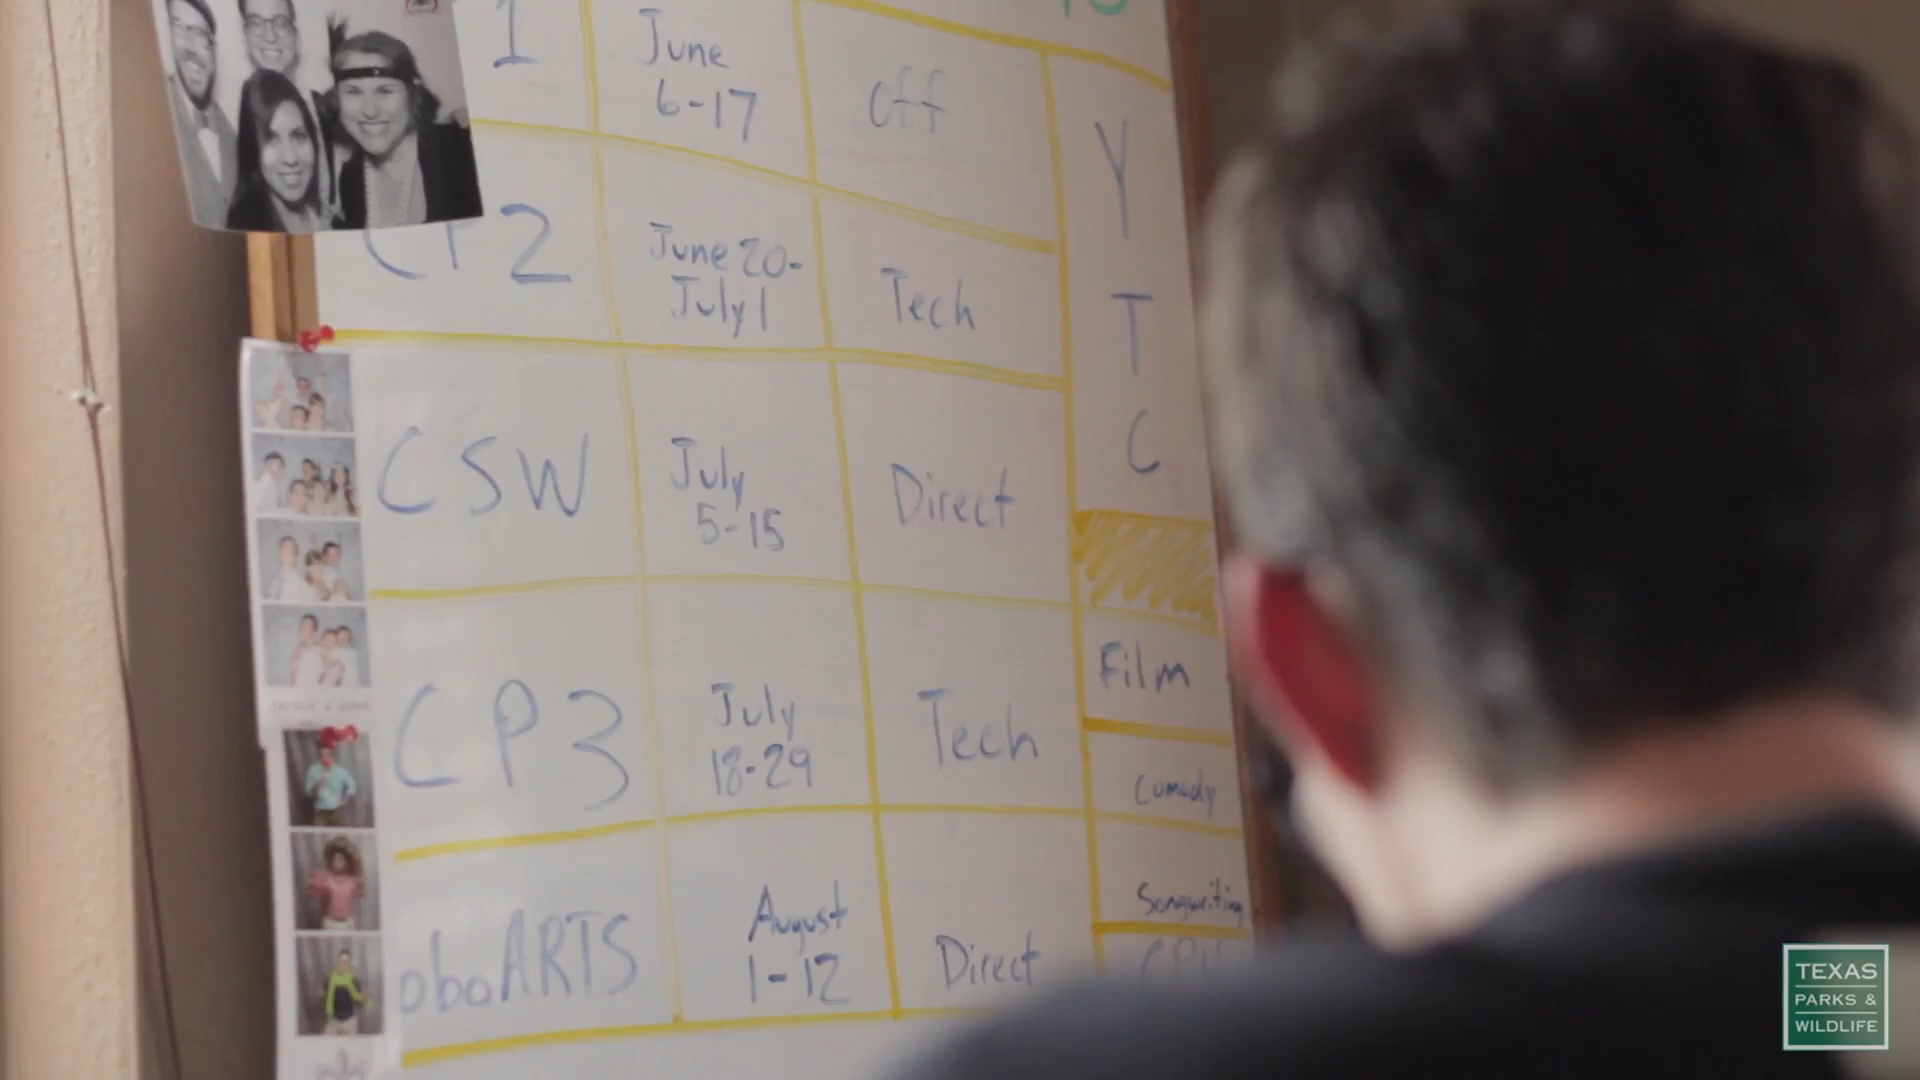 1
June
6-17
Off
Y
T
C
CP2
June 20-
July 1
Tech
CSW
July
5-15
Direct
Film
CP3
July
18-29
Tech
Comedy
oboARTS
August
1-12
Direct
Songwriting
TEXAS
PARKS &
WILDLIFE